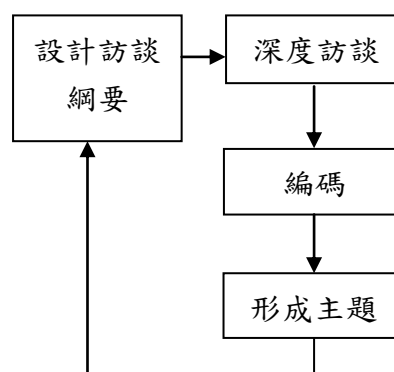 設計訪談
綱要
深度訪談
編碼
形成主題